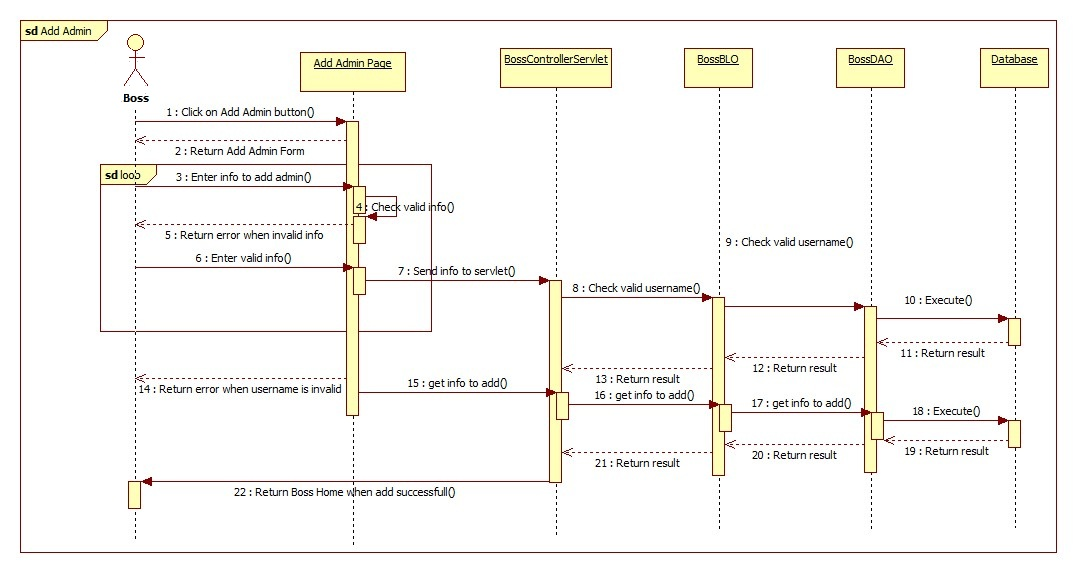 sd Add Admin
Boss
Add Admin Page
BossControllerServlet
BossBLO
BossDAO
Database
1 : Click on Add Admin button()
2 : Return Add Admin Form
sd loob
3 : Enter info to add admin()
4 : Check valid info()
5 : Return error when invalid info
6 : Enter valid info()
7 : Send info to servlet()
8 : Check valid username()
9 : Check valid username()
10 : Execute()
11 : Return result
12 : Return result
13 : Return result
14 : Return error when username is invalid
15 : get info to add()
16 : get info to add()
17 : get info to add()
18 : Execute()
19 : Return result
20 : Return result
21 : Return result
22 : Return Boss Home when add successfull()